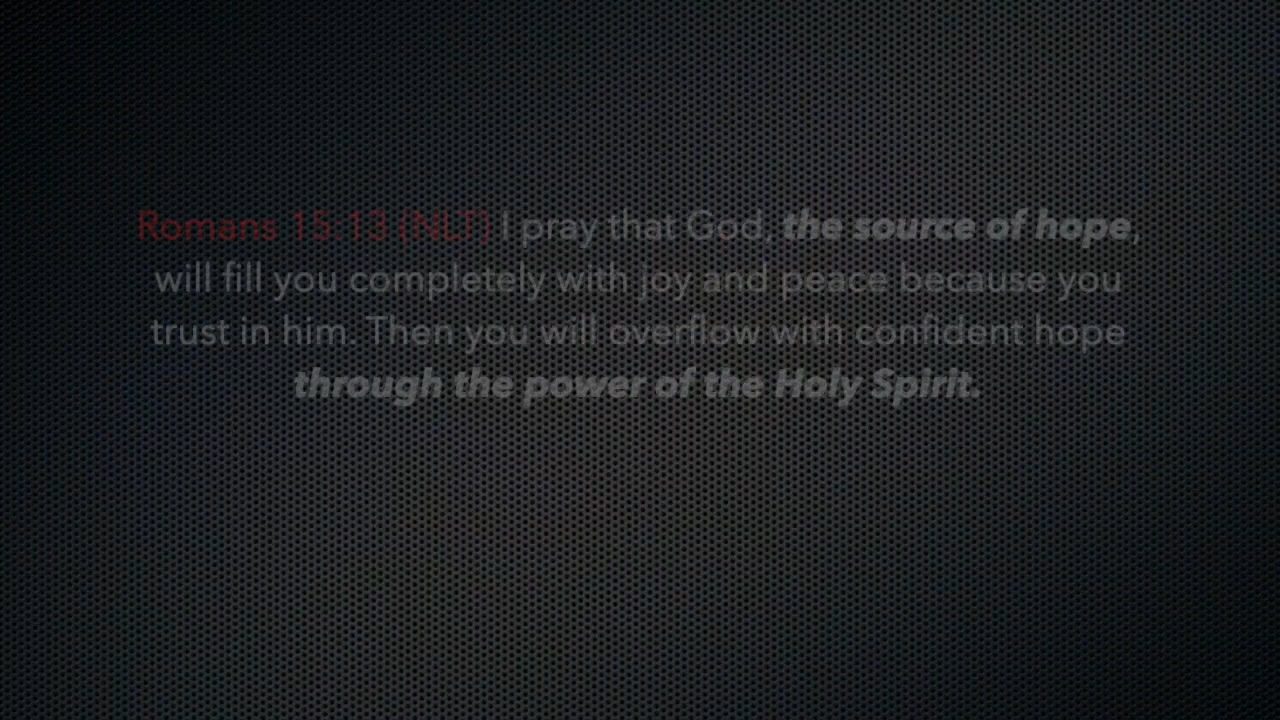 Romans 15:13 (NLT) I pray that God, the source of hope,
will fill you completely with joy and peace because you
trust in him. Then you will overflow with confident hope
through the power of the Holy Spirit.